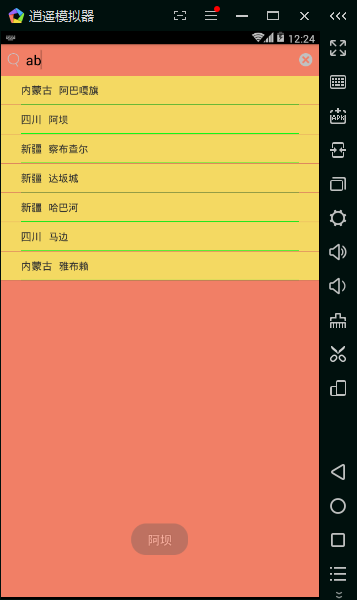 逍遥模拟器
12:24
ab
内蒙古 阿巴嘎旗
四川 阿坝
新疆 察布查尔
新疆 达坂城
新疆 哈巴河
四川 马边
内蒙古 雅布赖
阿坝